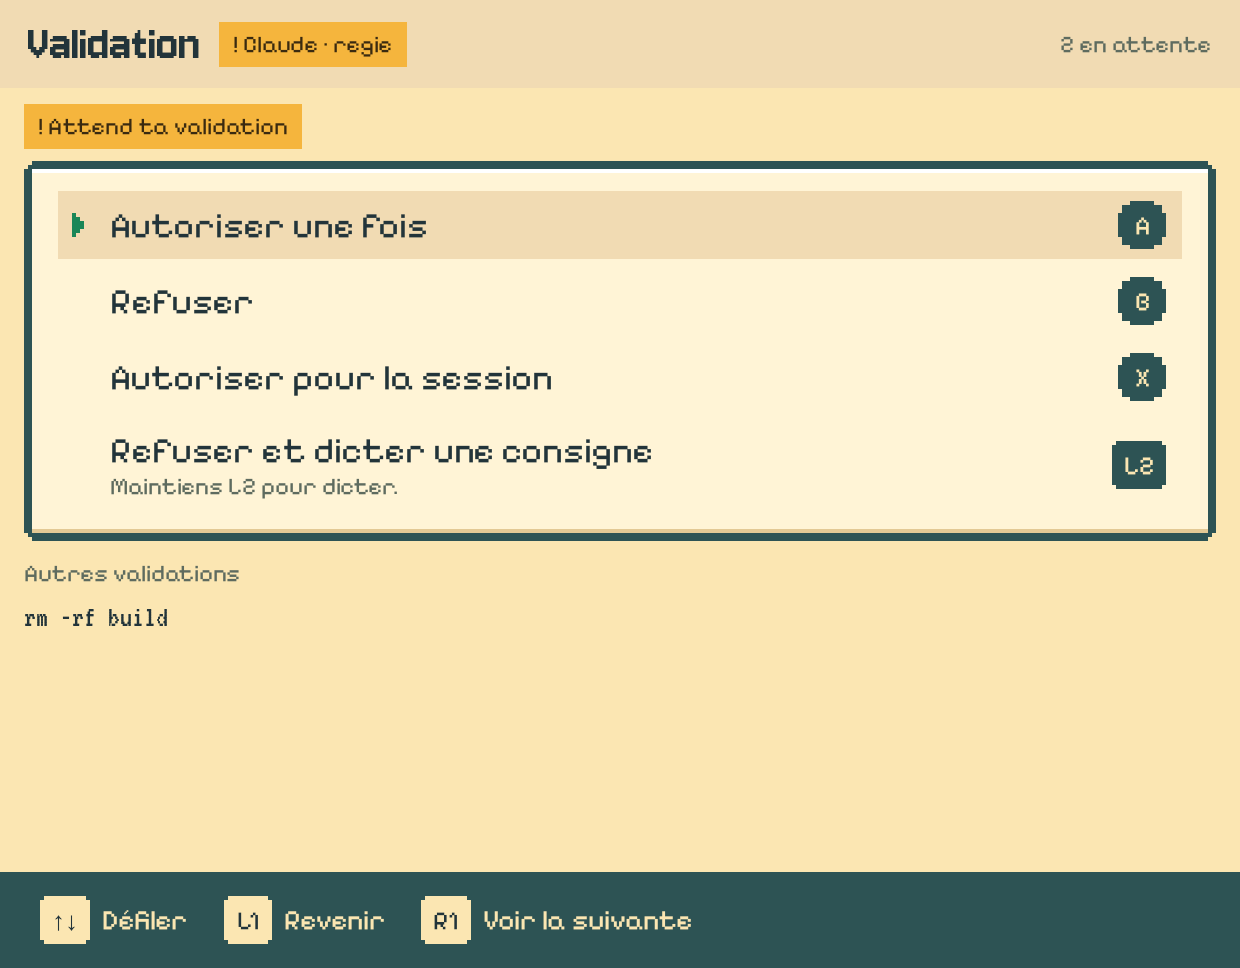 Validation
! Claude · regie
2 en attente
! Attend ta validation
Autoriser une fois
A
Refuser
B
Autoriser pour la session
X
Refuser et dicter une consigne
L2
Maintiens L2 pour dicter.
Autres validations
rm -rf build
↑↓ Défiler
L1 Revenir
R1 Voir la suivante